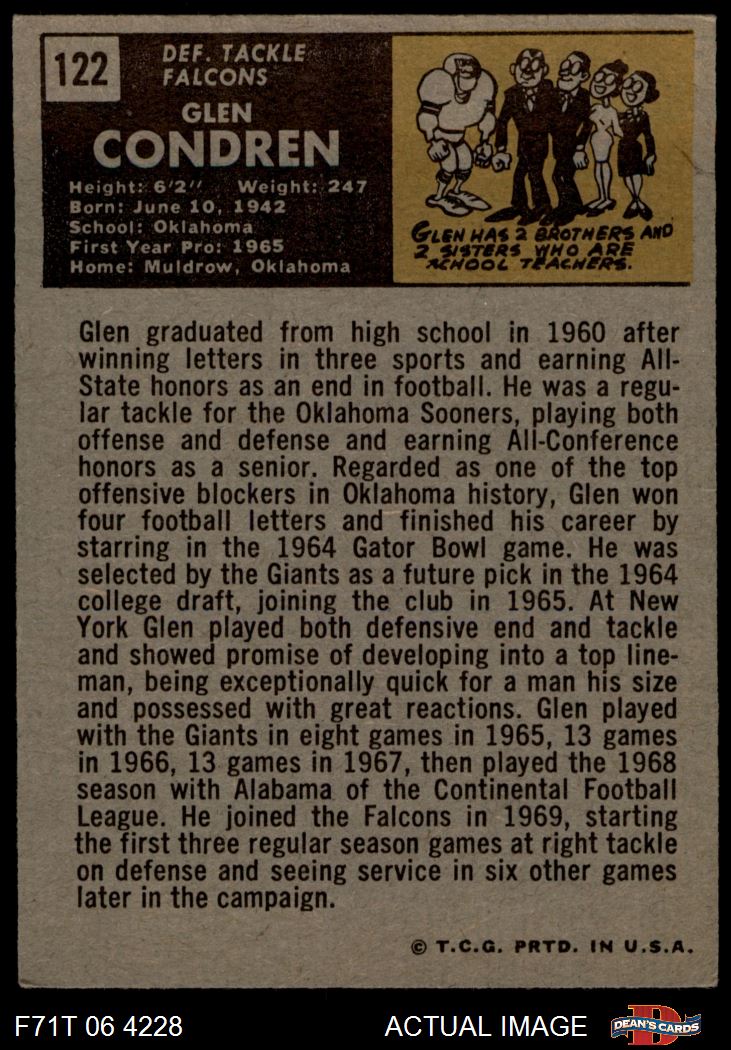 122
DEF. TACKLE
FALCONS
GLEN
CONDREN
Height: 6'2" Weight: 247
Born: June 10, 1942
School: Oklahoma
First Year Pro: 1965
Home: Muldrow, Oklahoma
GLEN HAS 2 BROTHERS AND
2 SISTERS WHO ARE
SCHOOL TEACHERS.
Glen graduated from high school in 1960 after
winning letters in three sports and earning All-
State honors as an end in football. He was a regu-
lar tackle for the Oklahoma Sooners, playing both
offense and defense and earning All-Conference
honors as a senior. Regarded as one of the top
offensive blockers in Oklahoma history, Glen won
four football letters and finished his career by
starring in the 1964 Gator Bowl game. He was
selected by the Giants as a future pick in the 1964
college draft, joining the club in 1965. At New
York Glen played both defensive end and tackle
and showed promise of developing into a top line-
man, being exceptionally quick for a man his size
and possessed with great reactions. Glen played
with the Giants in eight games in 1965, 13 games
in 1966, 13 games in 1967, then played the 1968
season with Alabama of the Continental Football
League. He joined the Falcons in 1969, starting
the first three regular season games at right tackle
on defense and seeing service in six other games
later in the campaign.
© T.C.G. PRTD. IN U.S.A.
F71T 06 4228 ACTUAL IMAGE
D
DEAN'S CARDS